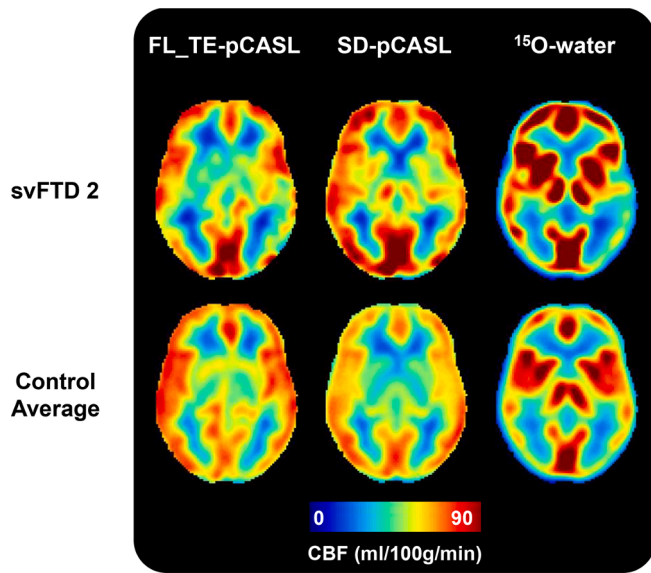 FL_TE-pCASL SD-pCASL ¹⁵O-water
svFTD 2
Control
Average
0 90
CBF (ml/100g/min)